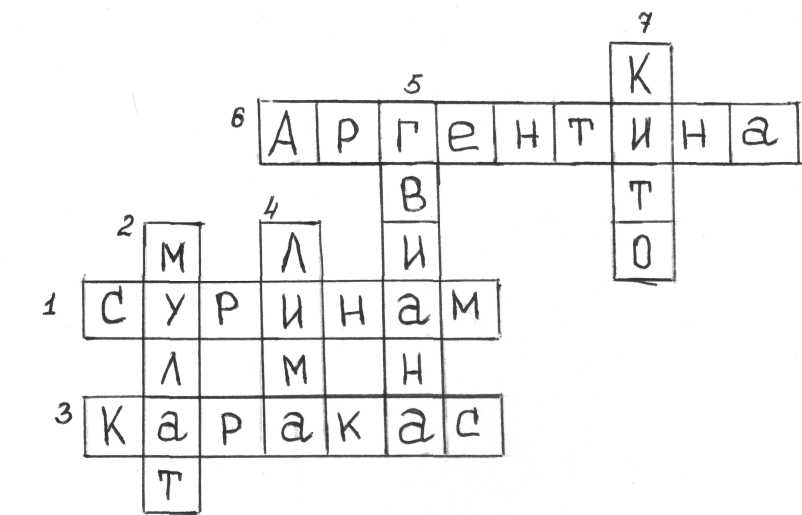 7
К
5
6 Аргентина
В Т
2 4
М Л И О
1 Суринам
Л М Н
3 Каракас
Т